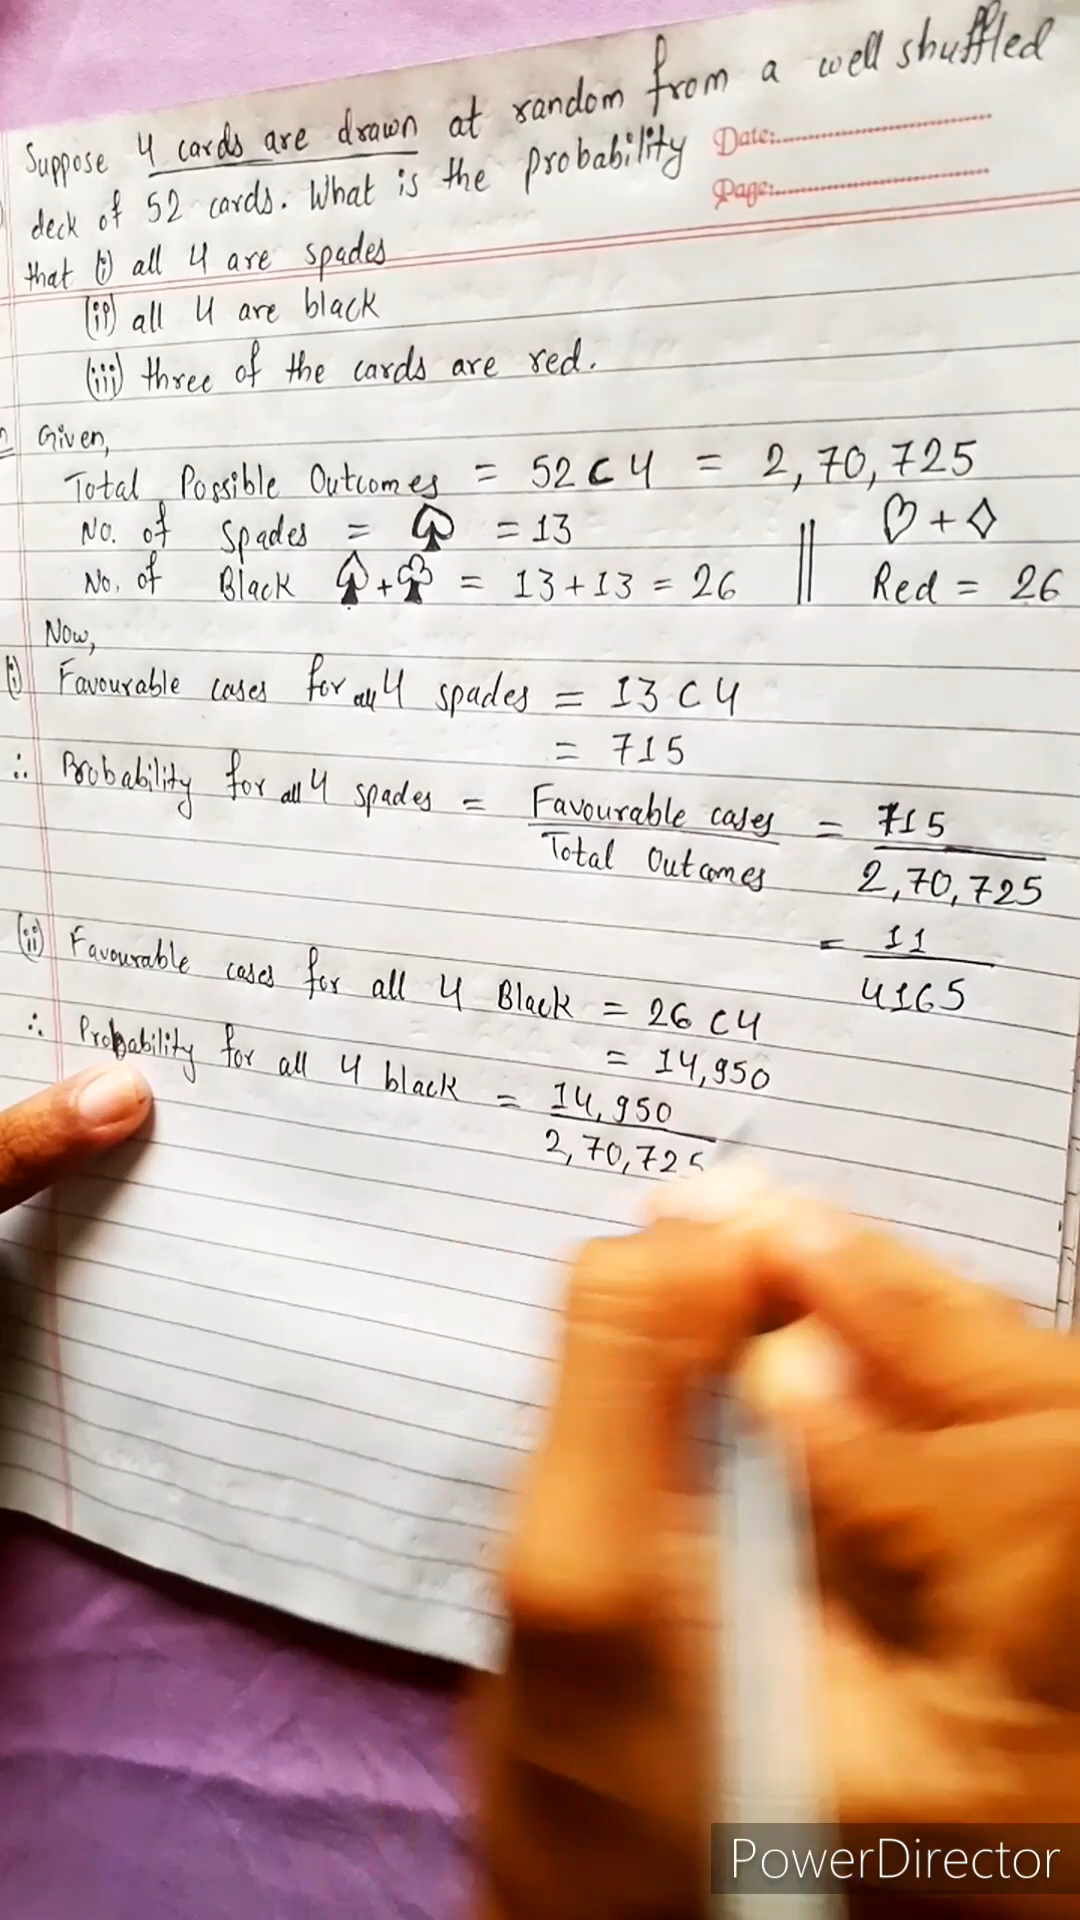 Suppose 4 cards are drawn at random from a well shuffled
deck of 52 cards. What is the probability
Date:
Page:
that (i) all 4 are spades
(ii) all 4 are black
(iii) three of the cards are red.
Given,
Total Possible Outcomes = 52C4 = 2,70,725
No. of Spades = ♠ = 13 || ♡ + ◇
No. of Black ♠+♣ = 13+13 = 26 || Red = 26
Now,
(i) Favourable cases for all 4 spades = 13C4
= 715
∴ Probability for all 4 spades = Favourable cases / Total Outcomes = 715 / 2,70,725
= 11 / 4165
(ii) Favourable cases for all 4 Black = 26C4
= 14,950
∴ Probability for all 4 black = 14,950 / 2,70,725
PowerDirector